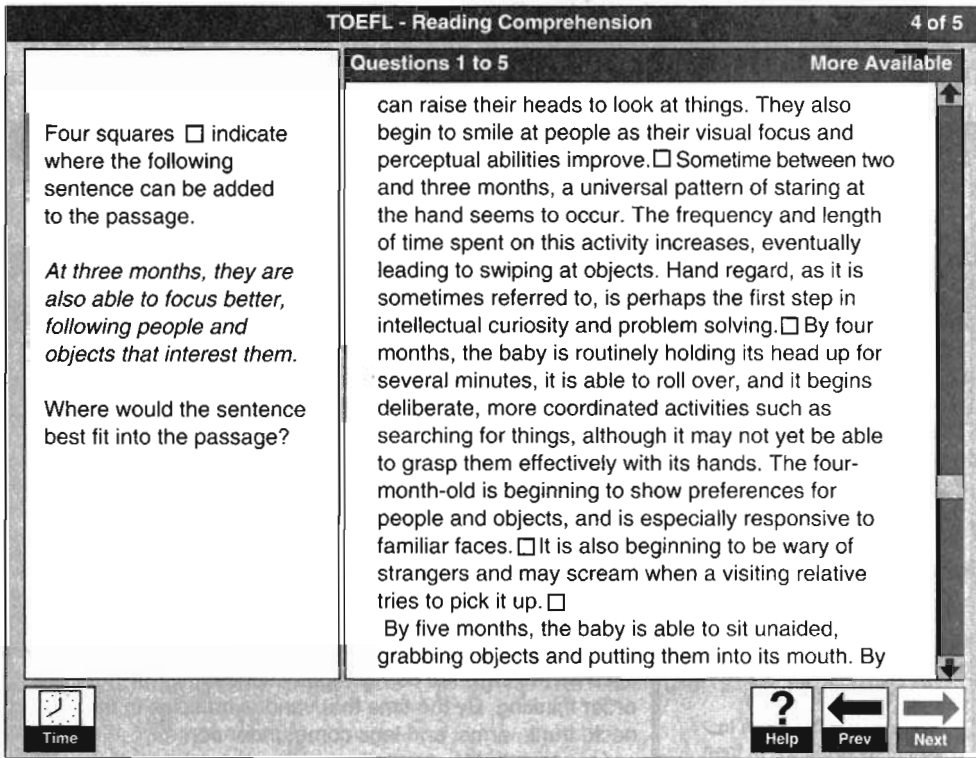 TOEFL - Reading Comprehension 4 of 5
Four squares □ indicate
where the following
sentence can be added
to the passage.
At three months, they are
also able to focus better,
following people and
objects that interest them.
Where would the sentence
best fit into the passage?
Questions 1 to 5 More Available
can raise their heads to look at things. They also
begin to smile at people as their visual focus and
perceptual abilities improve.□ Sometime between two
and three months, a universal pattern of staring at
the hand seems to occur. The frequency and length
of time spent on this activity increases, eventually
leading to swiping at objects. Hand regard, as it is
sometimes referred to, is perhaps the first step in
intellectual curiosity and problem solving.□ By four
months, the baby is routinely holding its head up for
several minutes, it is able to roll over, and it begins
deliberate, more coordinated activities such as
searching for things, although it may not yet be able
to grasp them effectively with its hands. The four-
month-old is beginning to show preferences for
people and objects, and is especially responsive to
familiar faces. □It is also beginning to be wary of
strangers and may scream when a visiting relative
tries to pick it up. □
By five months, the baby is able to sit unaided,
grabbing objects and putting them into its mouth. By
Time
?
Help Prev Next